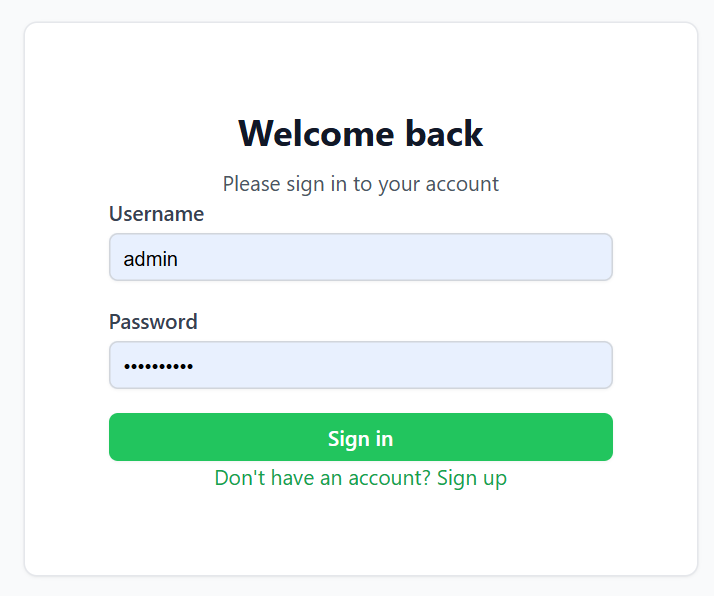 Welcome back
Please sign in to your account
Username
admin
Password
••••••••••
Sign in
Don't have an account? Sign up